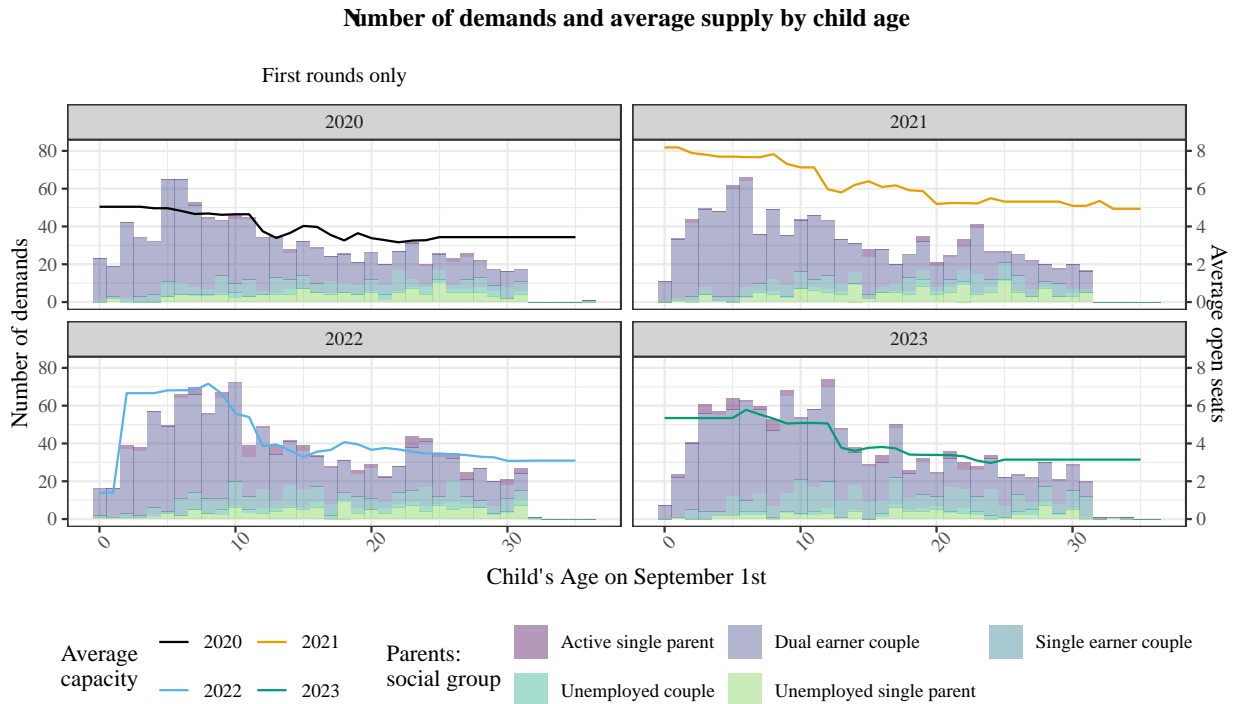 Number of demands and average supply by child age
First rounds only
2020
2021
80
60
40
20
0
8
6
4
2
0
2022
2023
80
60
40
20
0
8
6
4
2
0
0
10
20
30
0
10
20
30
Number of demands
Average open seats
Child's Age on September 1st
Average
capacity
2020
2021
2022
2023
Parents:
social group
Active single parent
Dual earner couple
Single earner couple
Unemployed couple
Unemployed single parent